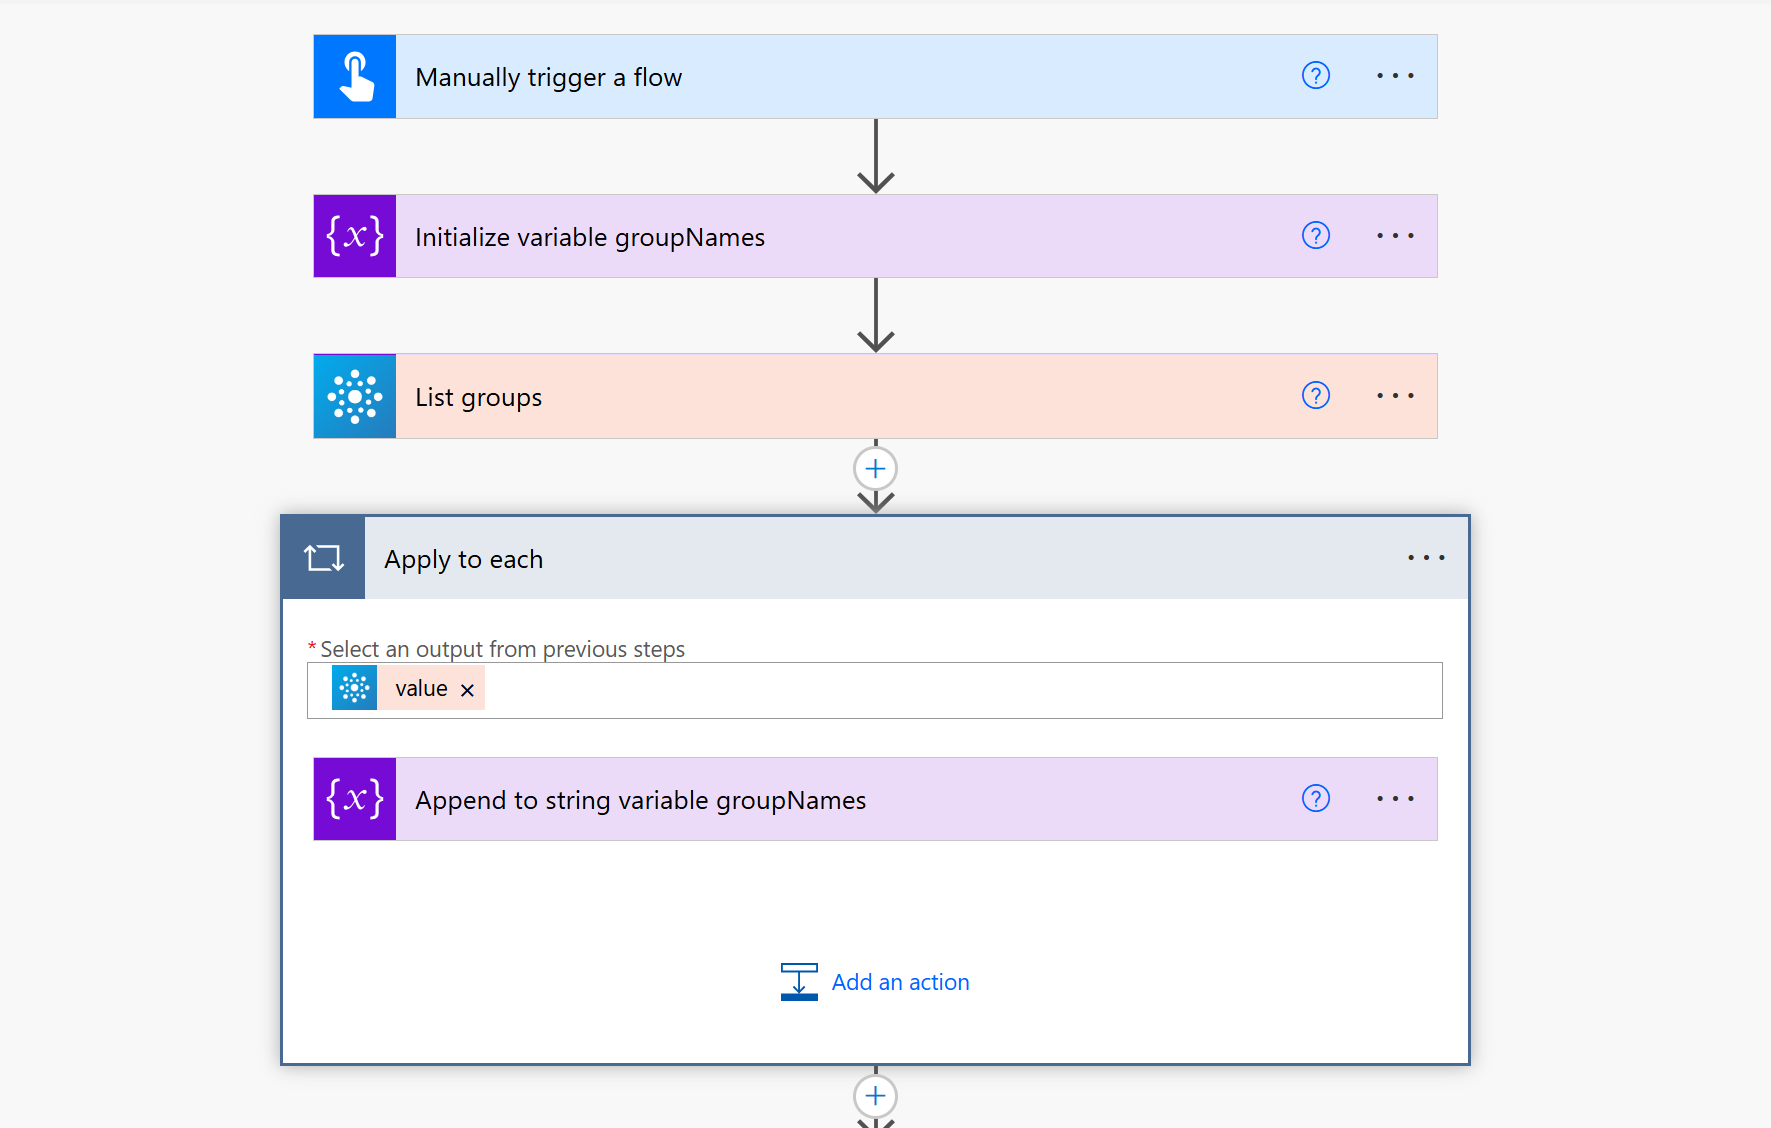 Manually trigger a flow
?
{x} Initialize variable groupNames
?
List groups
?
Apply to each
* Select an output from previous steps
value ×
{x} Append to string variable groupNames
?
Add an action